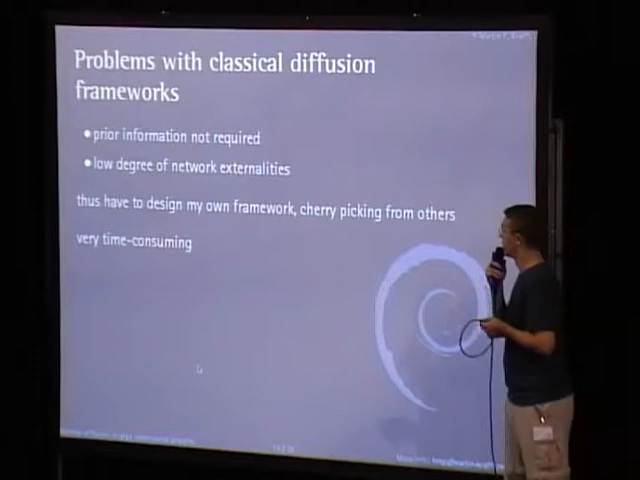 Problems with classical diffusion
frameworks
•prior information not required
•low degree of network externalities
thus have to design my own framework, cherry picking from others
very time-consuming